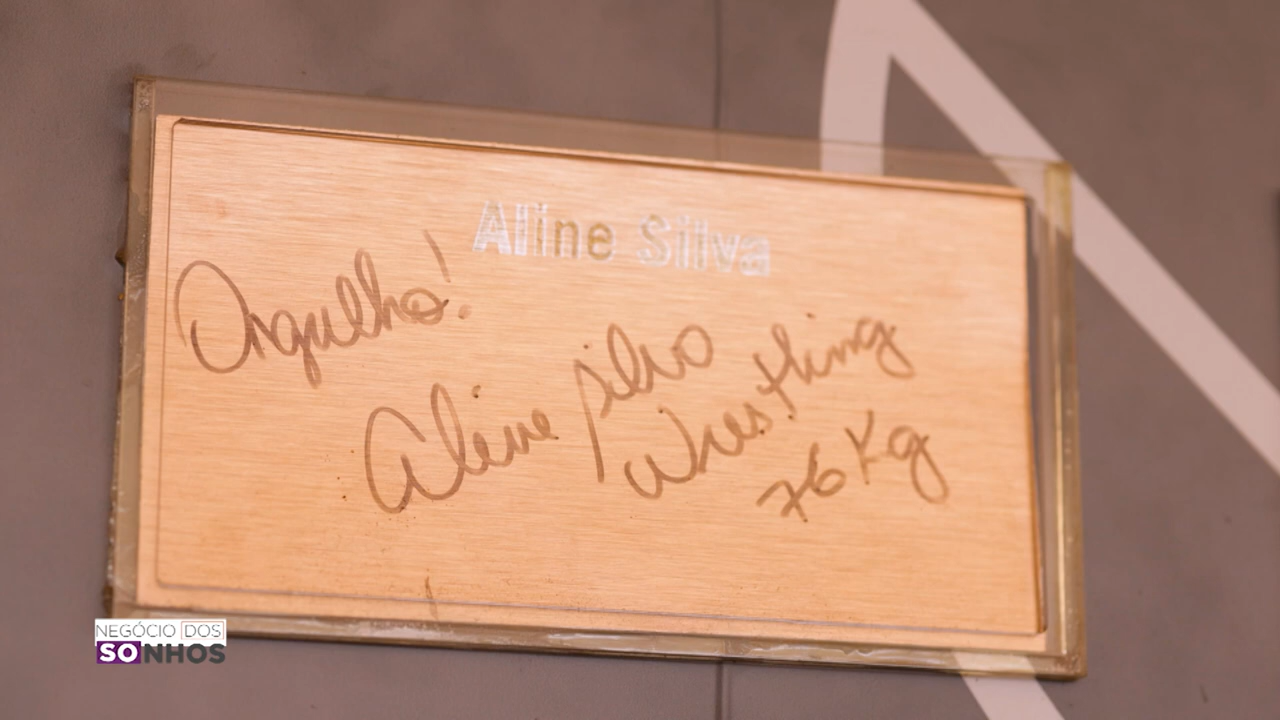 Aline Silva
Orgulho!
Aline Silva
Wrestling
76 Kg
NEGÓCIO DOS
SONHOS